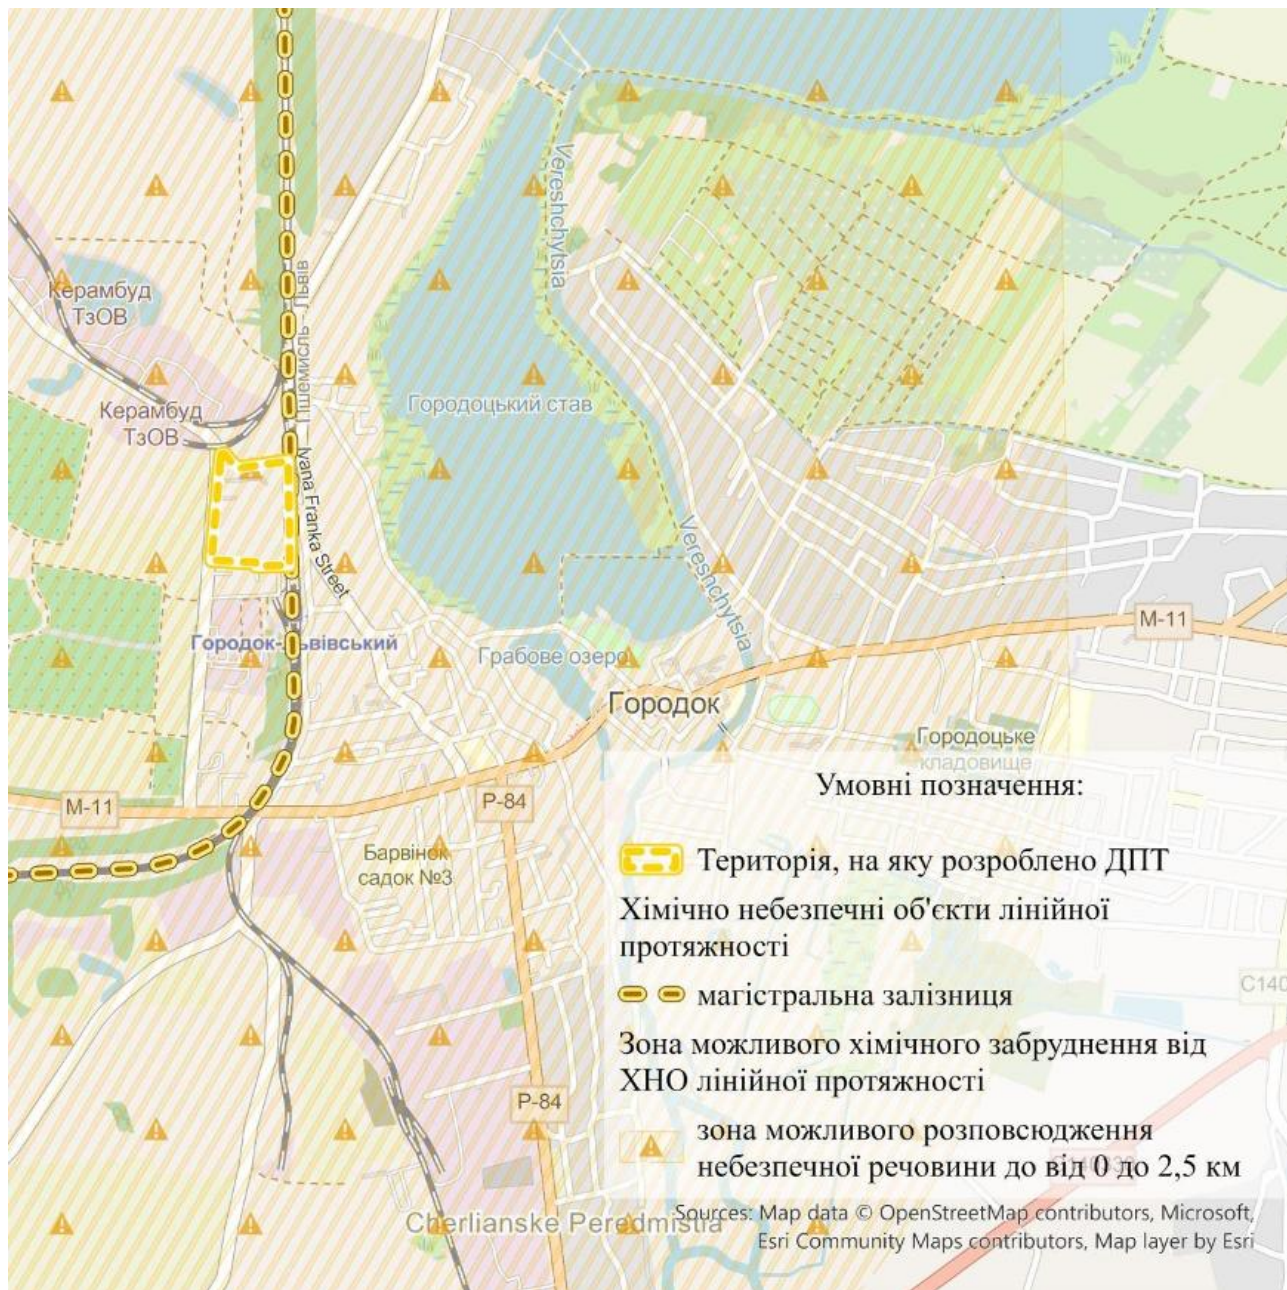 Vereshchytsia
Пшемисль - Львів
Керамбуд
ТзОВ
Городоцький став
Керамбуд
ТзОВ
Ivana Franka Street
Vereshchytsia
M-11
Городок-Львівський
Грабове озеро
Городок
Городоцьке
кладовище
M-11
P-84
Барвінок
садок №3
Умовні позначення:
Територія, на яку розроблено ДПТ
Хімічно небезпечні об'єкти лінійної
протяжності
магістральна залізниця
C140
Зона можливого хімічного забруднення від
ХНО лінійної протяжності
P-84
зона можливого розповсюдження
небезпечної речовини до від 0 до 2,5 км
Cherlianske Peredmistia
Sources: Map data © OpenStreetMap contributors, Microsoft,
Esri Community Maps contributors, Map layer by Esri